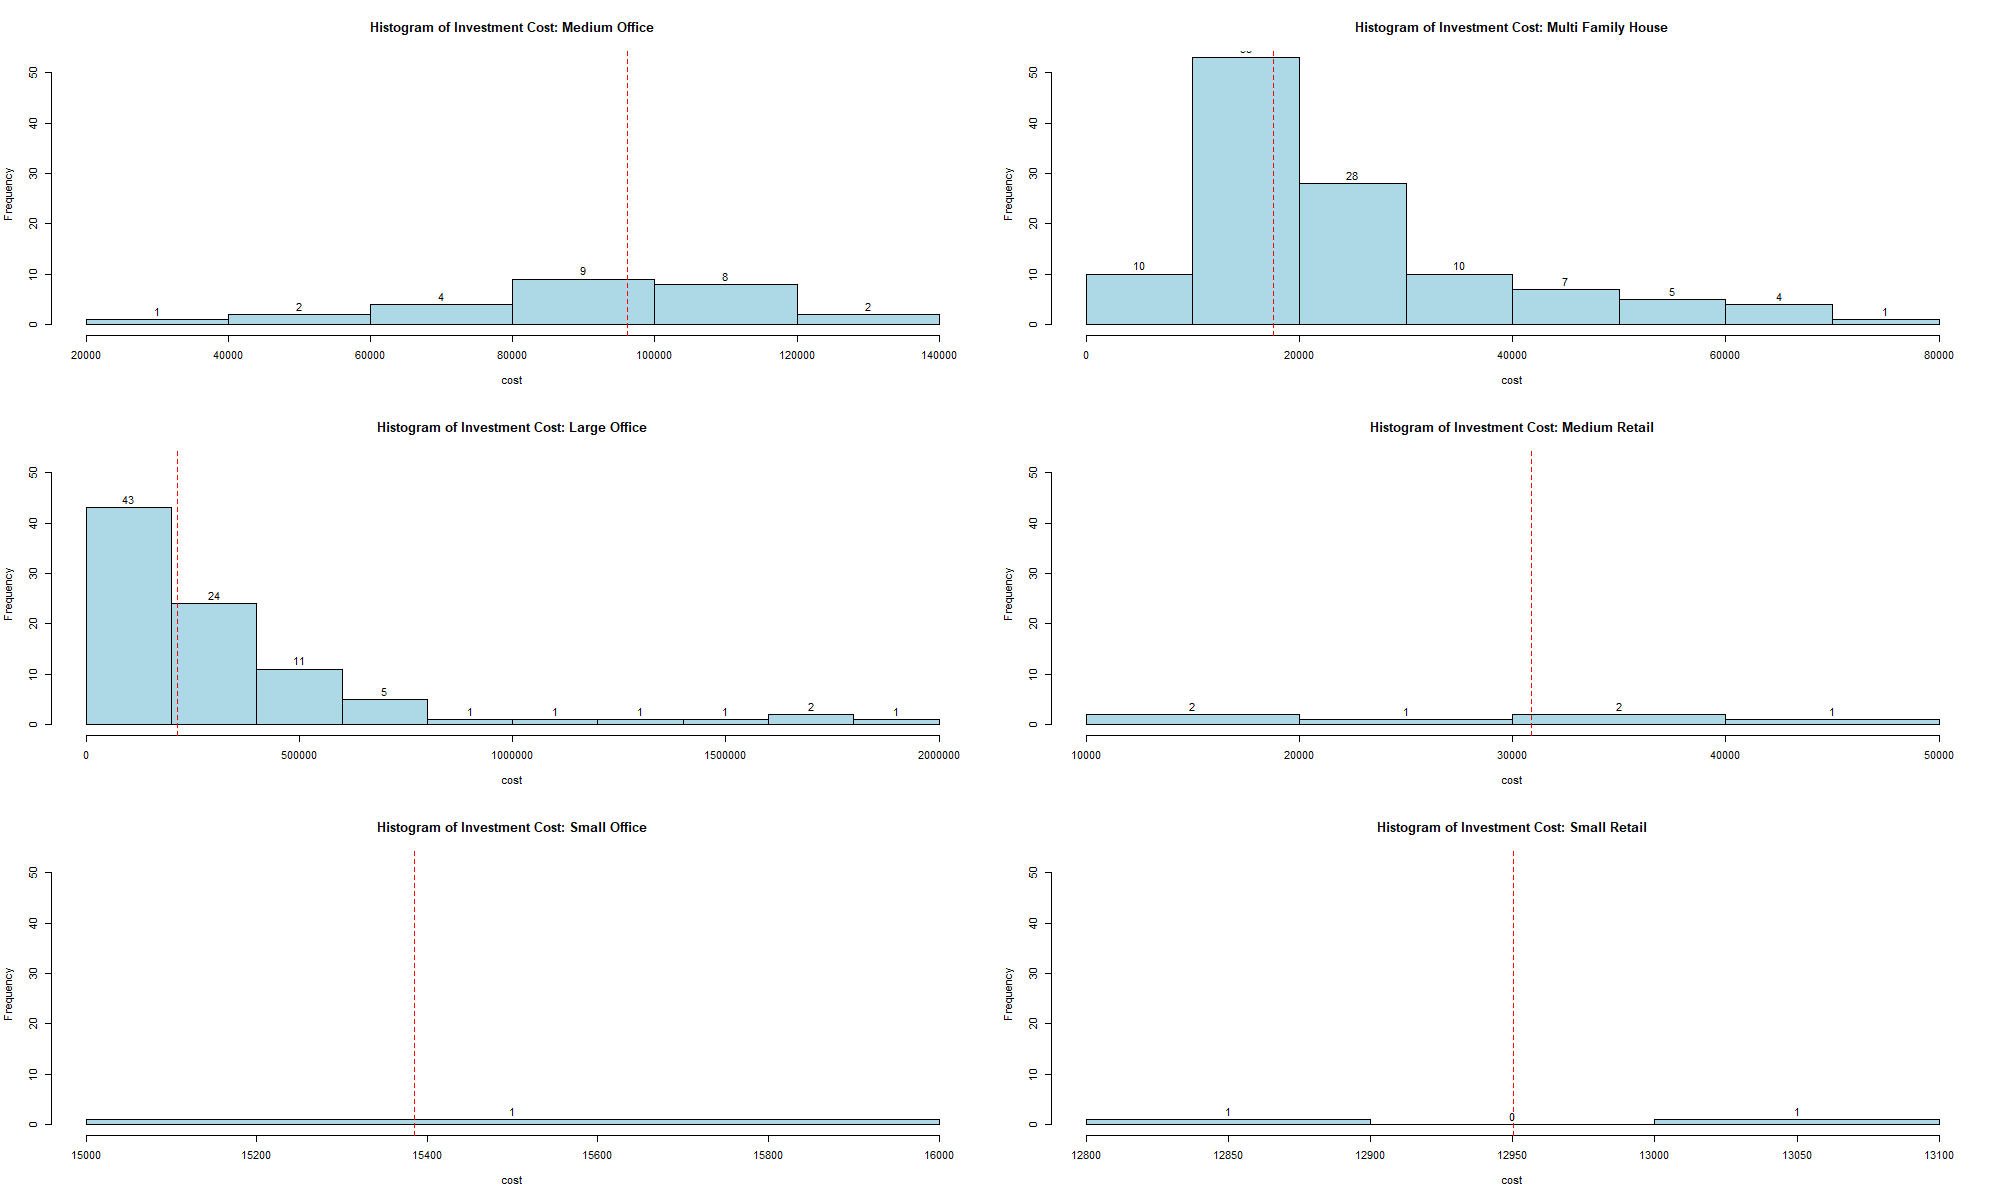 Histogram of Investment Cost: Medium Office
Frequency
50
40
30
20
10
0
1
2
4
9
8
2
20000 40000 60000 80000 100000 120000 140000
cost
Histogram of Investment Cost: Multi Family House
Frequency
50
40
30
20
10
0
10
28
10
7
5
4
1
0 20000 40000 60000 80000
cost
Histogram of Investment Cost: Large Office
Frequency
50
40
30
20
10
0
43
24
11
5
1
1
1
1
2
1
0 500000 1000000 1500000 2000000
cost
Histogram of Investment Cost: Medium Retail
Frequency
50
40
30
20
10
0
2
1
2
1
10000 20000 30000 40000 50000
cost
Histogram of Investment Cost: Small Office
Frequency
50
40
30
20
10
0
1
15000 15200 15400 15600 15800 16000
cost
Histogram of Investment Cost: Small Retail
Frequency
50
40
30
20
10
0
1
0
1
12800 12850 12900 12950 13000 13050 13100
cost